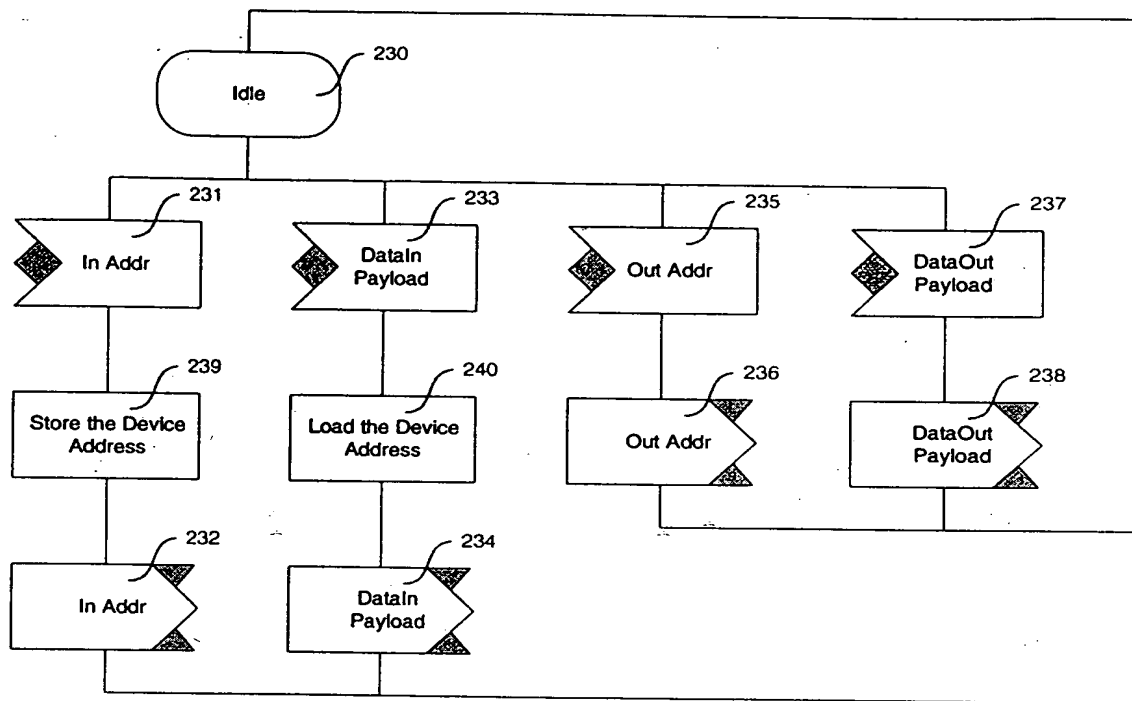 230
Idle
231
233
235
237
In Addr
DataIn
Payload
Out Addr
DataOut
Payload
239
240
236
238
Store the Device
Address
Load the Device
Address
Out Addr
DataOut
Payload
232
234
In Addr
DataIn
Payload